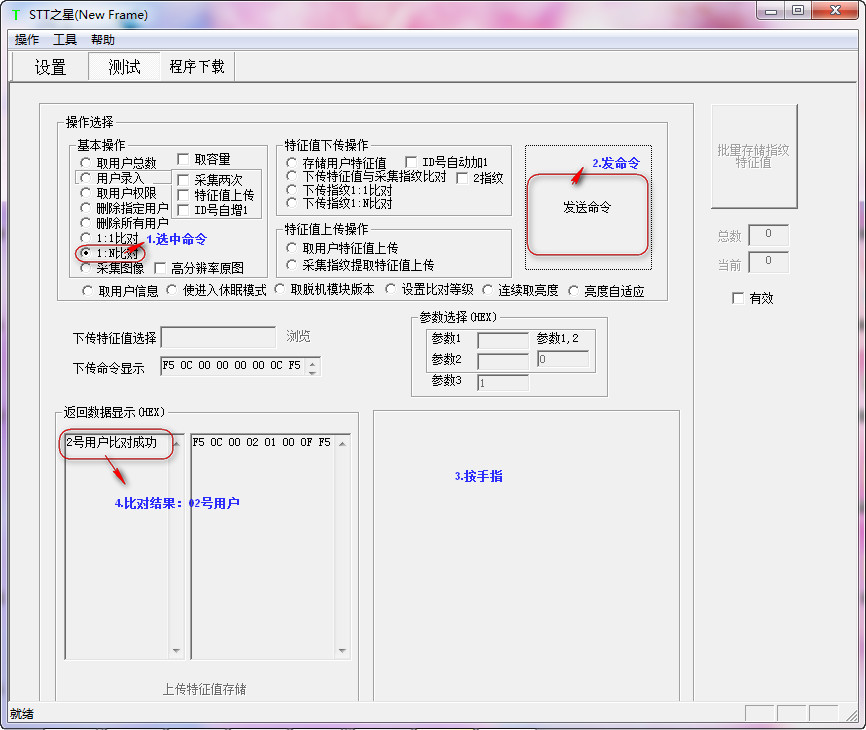 STT之星(New Frame)
操作 工具 帮助
设置 测试 程序下载
操作选择
基本操作
取用户总数 取容量
用户录入 采集两次
取用户权限 特征值上传
删除指定用户 ID号自增1
删除所有用户
1:1比对 1.选中命令
1:N比对
采集图像 高分辨率原图
特征值下传操作
存储用户特征值 ID号自动加1
下传特征值与采集指纹比对 2指纹
下传指纹1:1比对
下传指纹1:N比对
特征值上传操作
取用户特征值上传
采集指纹提取特征值上传
2.发命令
发送命令
取用户信息 使进入休眠模式 取脱机模块版本 设置比对等级 连续取亮度 亮度自适应
批量存储指纹
特征值
总数 0
当前 0
有效
下传特征值选择 浏览
下传命令显示 F5 0C 00 00 00 00 0C F5
参数选择(HEX)
参数1 参数1,2
参数2 0
参数3 1
返回数据显示(HEX)
2号用户比对成功 F5 0C 00 02 01 00 0F F5
3.按手指
4.比对结果：02号用户
上传特征值存储
就绪